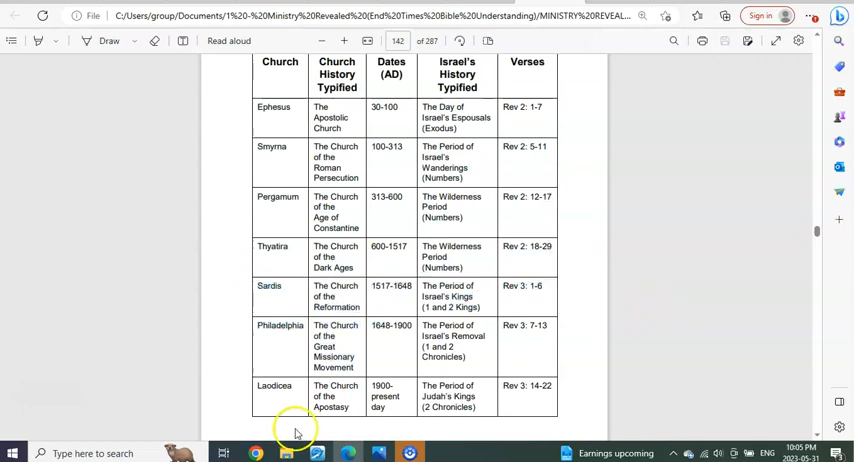 File
C:/Users/group/Documents/1%20-%20Ministry%20Revealed%20(End%20Times%20Bible%20Understanding)/MINISTRY%20REVEAL...
Sign in
Draw
Read aloud
142
of 287
Church
Church
History
Typified
Dates
(AD)
Israel's
History
Typified
Verses
Ephesus
The
Apostolic
Church
30-100
The Day of
Israel's Espousals
(Exodus)
Rev 2: 1-7
Smyrna
The Church
of the
Roman
Persecution
100-313
The Period of
Israel's
Wanderings
(Numbers)
Rev 2: 5-11
Pergamum
The Church
of the
Age of
Constantine
313-600
The Wilderness
Period
(Numbers)
Rev 2: 12-17
Thyatira
The Church
of the
Dark Ages
600-1517
The Wilderness
Period
(Numbers)
Rev 2: 18-29
Sardis
The Church
of the
Reformation
1517-1648
The Period of
Israel's Kings
(1 and 2 Kings)
Rev 3: 1-6
Philadelphia
The Church
of the
Great
Missionary
Movement
1648-1900
The Period of
Israel's Removal
(1 and 2
Chronicles)
Rev 3: 7-13
Laodicea
The Church
of the
Apostasy
1900-
present
day
The Period of
Judah's Kings
(2 Chronicles)
Rev 3: 14-22
Type here to search
Earnings upcoming
ENG
10:05 PM
2023-05-31